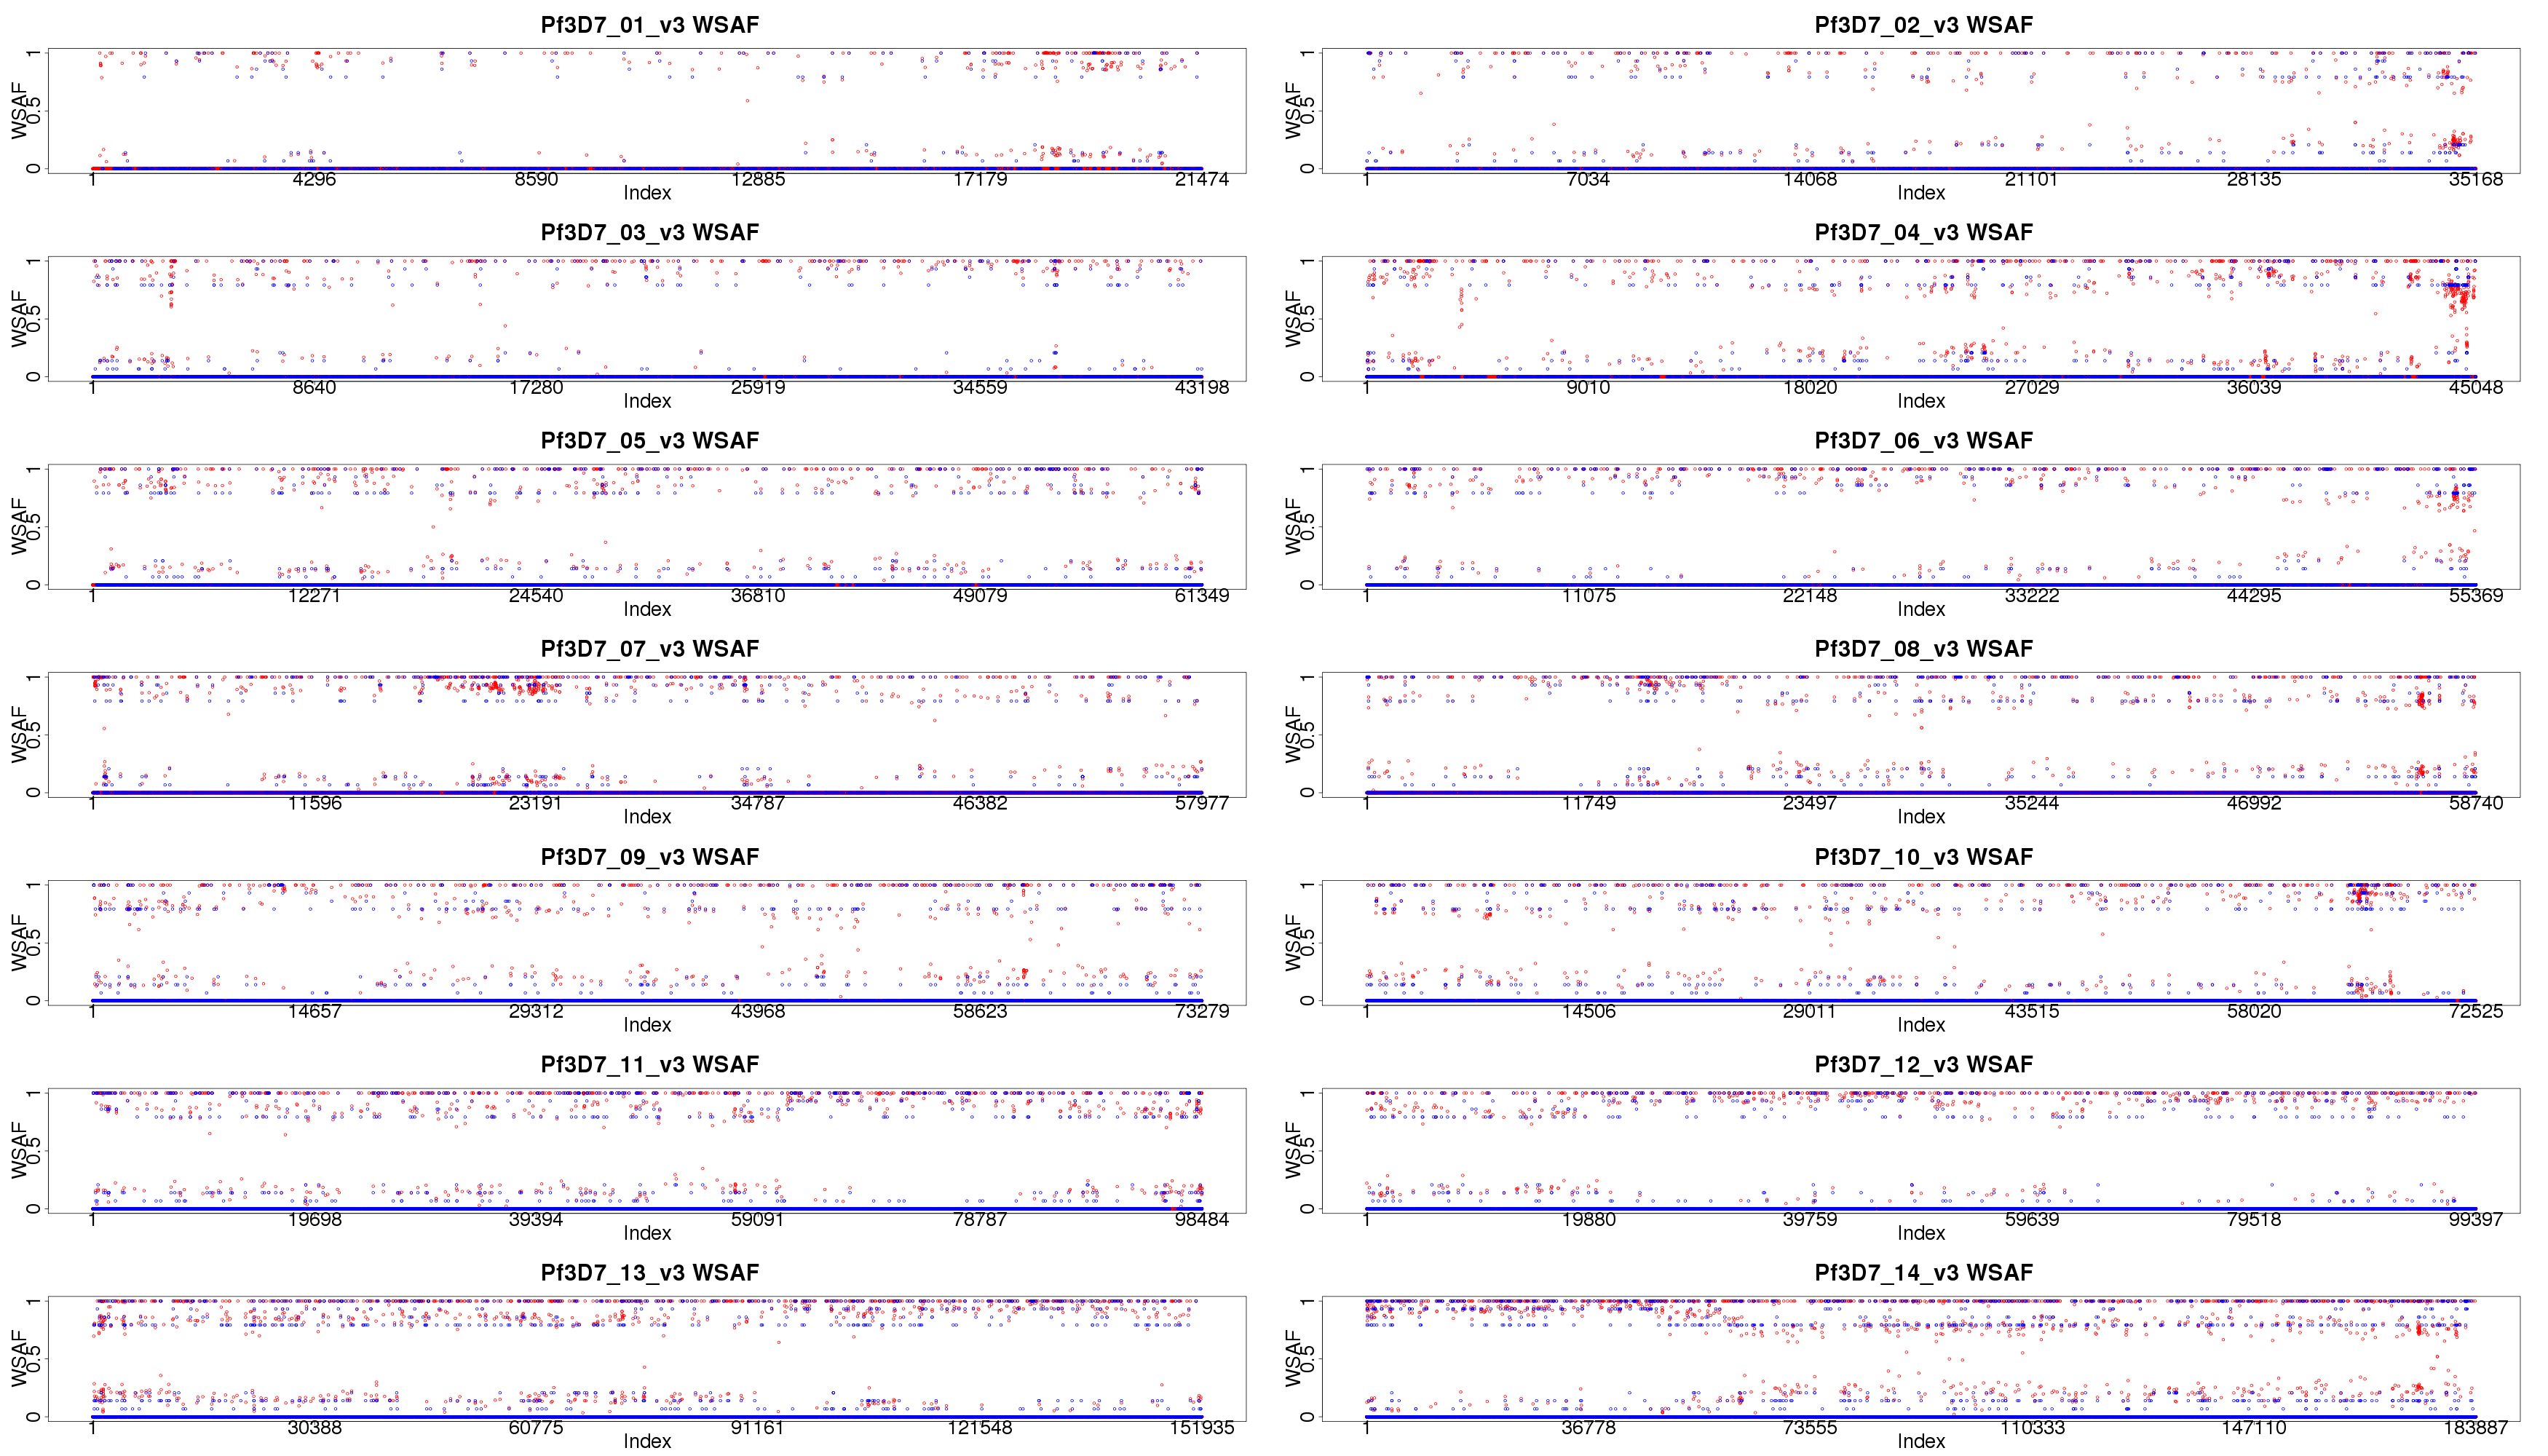 Pf3D7_01_v3 WSAF
WSAF
0 0.5 1
1 4296 8590 12885 17179 21474
Index
Pf3D7_02_v3 WSAF
WSAF
0 0.5 1
1 7034 14068 21101 28135 35168
Index
Pf3D7_03_v3 WSAF
WSAF
0 0.5 1
1 8640 17280 25919 34559 43198
Index
Pf3D7_04_v3 WSAF
WSAF
0 0.5 1
1 9010 18020 27029 36039 45048
Index
Pf3D7_05_v3 WSAF
WSAF
0 0.5 1
1 12271 24540 36810 49079 61349
Index
Pf3D7_06_v3 WSAF
WSAF
0 0.5 1
1 11075 22148 33222 44295 55369
Index
Pf3D7_07_v3 WSAF
WSAF
0 0.5 1
1 11596 23191 34787 46382 57977
Index
Pf3D7_08_v3 WSAF
WSAF
0 0.5 1
1 11749 23497 35244 46992 58740
Index
Pf3D7_09_v3 WSAF
WSAF
0 0.5 1
1 14657 29312 43968 58623 73279
Index
Pf3D7_10_v3 WSAF
WSAF
0 0.5 1
1 14506 29011 43515 58020 72525
Index
Pf3D7_11_v3 WSAF
WSAF
0 0.5 1
1 19698 39394 59091 78787 98484
Index
Pf3D7_12_v3 WSAF
WSAF
0 0.5 1
1 19880 39759 59639 79518 99397
Index
Pf3D7_13_v3 WSAF
WSAF
0 0.5 1
1 30388 60775 91161 121548 151935
Index
Pf3D7_14_v3 WSAF
WSAF
0 0.5 1
1 36778 73555 110333 147110 183887
Index